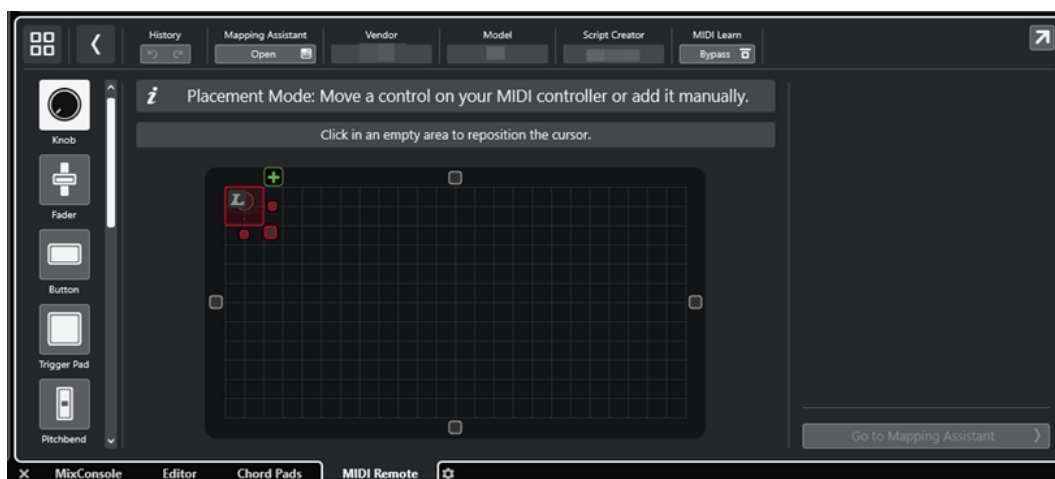 History
Mapping Assistant
Vendor
Model
Script Creator
MIDI Learn
Open
Bypass
i Placement Mode: Move a control on your MIDI controller or add it manually.
Click in an empty area to reposition the cursor.
Knob
Fader
Button
Trigger Pad
Pitchbend
L
Go to Mapping Assistant
MixConsole
Editor
Chord Pads
MIDI Remote